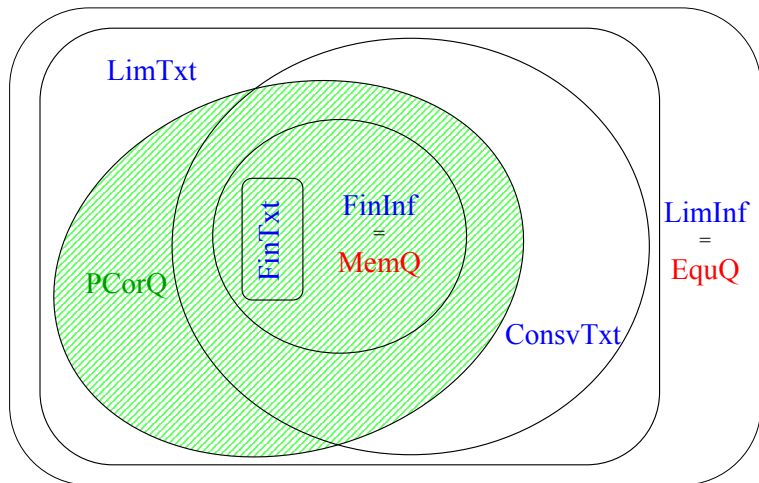 LimTxt
FinTxt
FinInf
=
MemQ
LimInf
=
EquQ
PCorQ
ConsvTxt